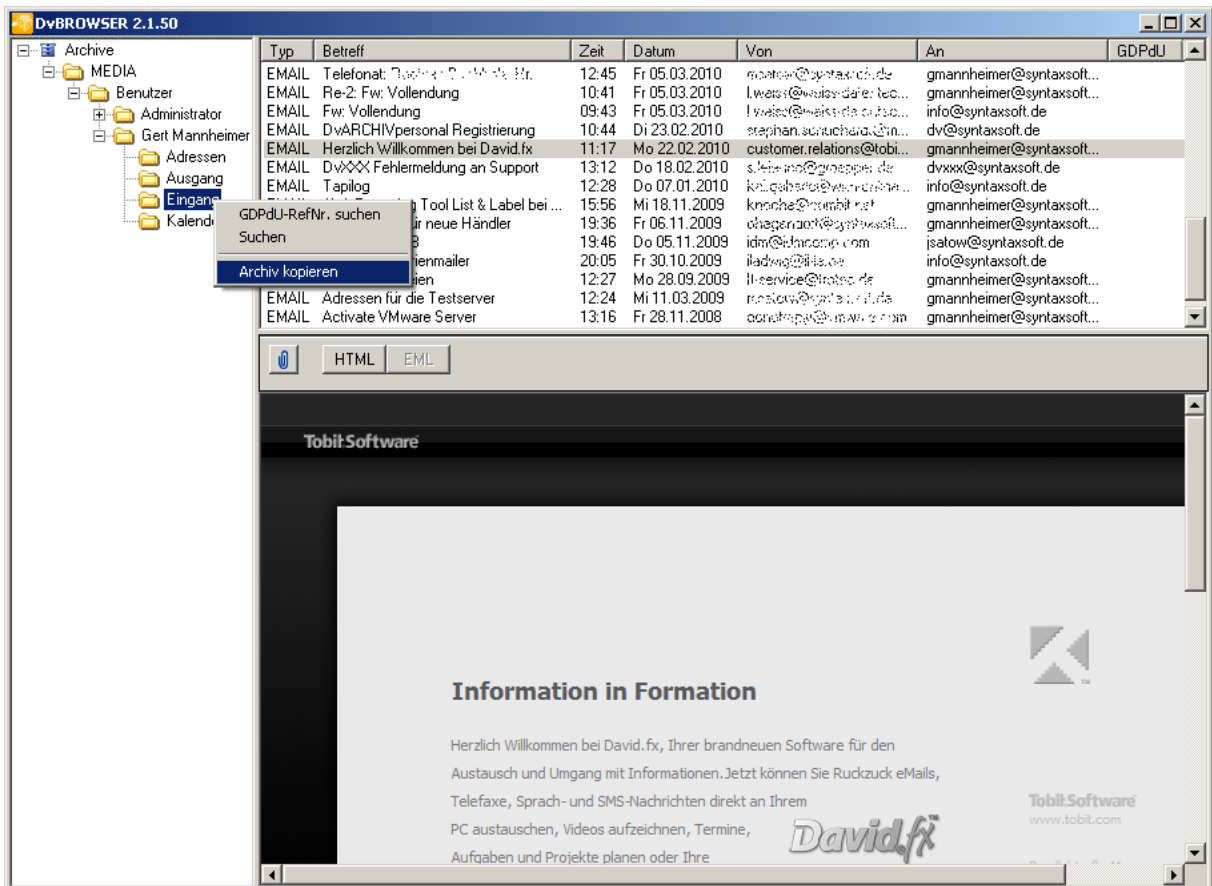 DvBROWSER 2.1.50
Archive
MEDIA
Benutzer
Administrator
Gert Mannheimer
Adressen
Ausgang
Eingang
Kalend
GDPdU-RefNr. suchen
Suchen
Archiv kopieren
Typ Betreff Zeit Datum Von An GDPdU
EMAIL Telefonat: 12:45 Fr 05.03.2010 gmannheimer@syntaxsoft...
EMAIL Re-2: Fw: Vollendung 10:41 Fr 05.03.2010 gmannheimer@syntaxsoft...
EMAIL Fw: Vollendung 09:43 Fr 05.03.2010 info@syntaxsoft.de
EMAIL DvARCHIVpersonal Registrierung 10:44 Di 23.02.2010 dv@syntaxsoft.de
EMAIL Herzlich Willkommen bei David.fx 11:17 Mo 22.02.2010 customer.relations@tobi... gmannheimer@syntaxsoft...
EMAIL DvXXX Fehlermeldung an Support 13:12 Do 18.02.2010 dvxxx@syntaxsoft.de
EMAIL Tapilog 12:28 Do 07.01.2010 info@syntaxsoft.de
Tool List & Label bei ... 15:56 Mi 18.11.2009 gmannheimer@syntaxsoft...
ür neue Händler 19:36 Fr 06.11.2009 gmannheimer@syntaxsoft...
19:46 Do 05.11.2009 jsatow@syntaxsoft.de
ienmailer 20:05 Fr 30.10.2009 info@syntaxsoft.de
eien 12:27 Mo 28.09.2009 gmannheimer@syntaxsoft...
EMAIL Adressen für die Testserver 12:24 Mi 11.03.2009 gmannheimer@syntaxsoft...
EMAIL Activate VMware Server 13:16 Fr 28.11.2008 gmannheimer@syntaxsoft...
HTML EML
Tobit:Software
Information in Formation
Herzlich Willkommen bei David.fx, Ihrer brandneuen Software für den
Austausch und Umgang mit Informationen. Jetzt können Sie Ruckzuck eMails,
Telefaxe, Sprach- und SMS-Nachrichten direkt an Ihrem
PC austauschen, Videos aufzeichnen, Termine,
Aufgaben und Projekte planen oder Ihre
David.fx™
Tobit:Software
www.tobit.com